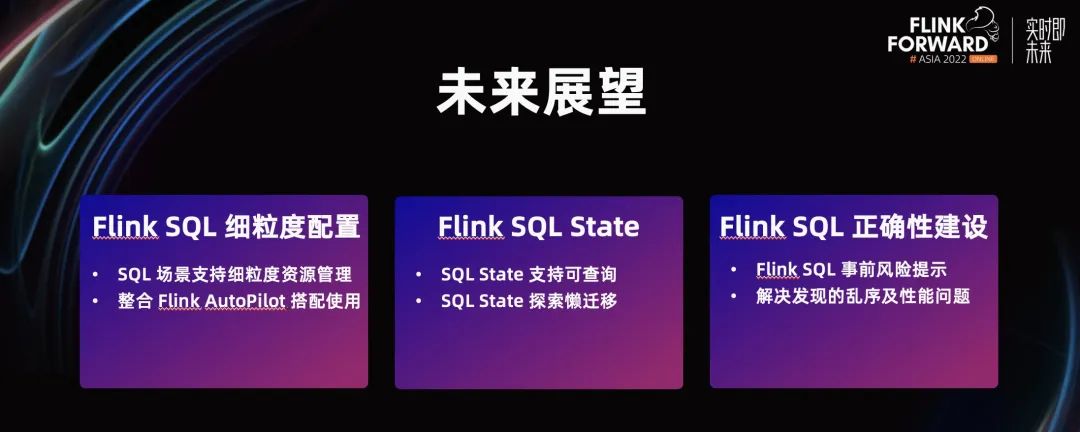 FLINK
FORWARD
# ASIA 2022 ONLINE
实时即
未来
未来展望
Flink SQL 细粒度配置
• SQL 场景支持细粒度资源管理
• 整合 Flink AutoPilot 搭配使用
Flink SQL State
• SQL State 支持可查询
• SQL State 探索懒迁移
Flink SQL 正确性建设
• Flink SQL 事前风险提示
• 解决发现的乱序及性能问题